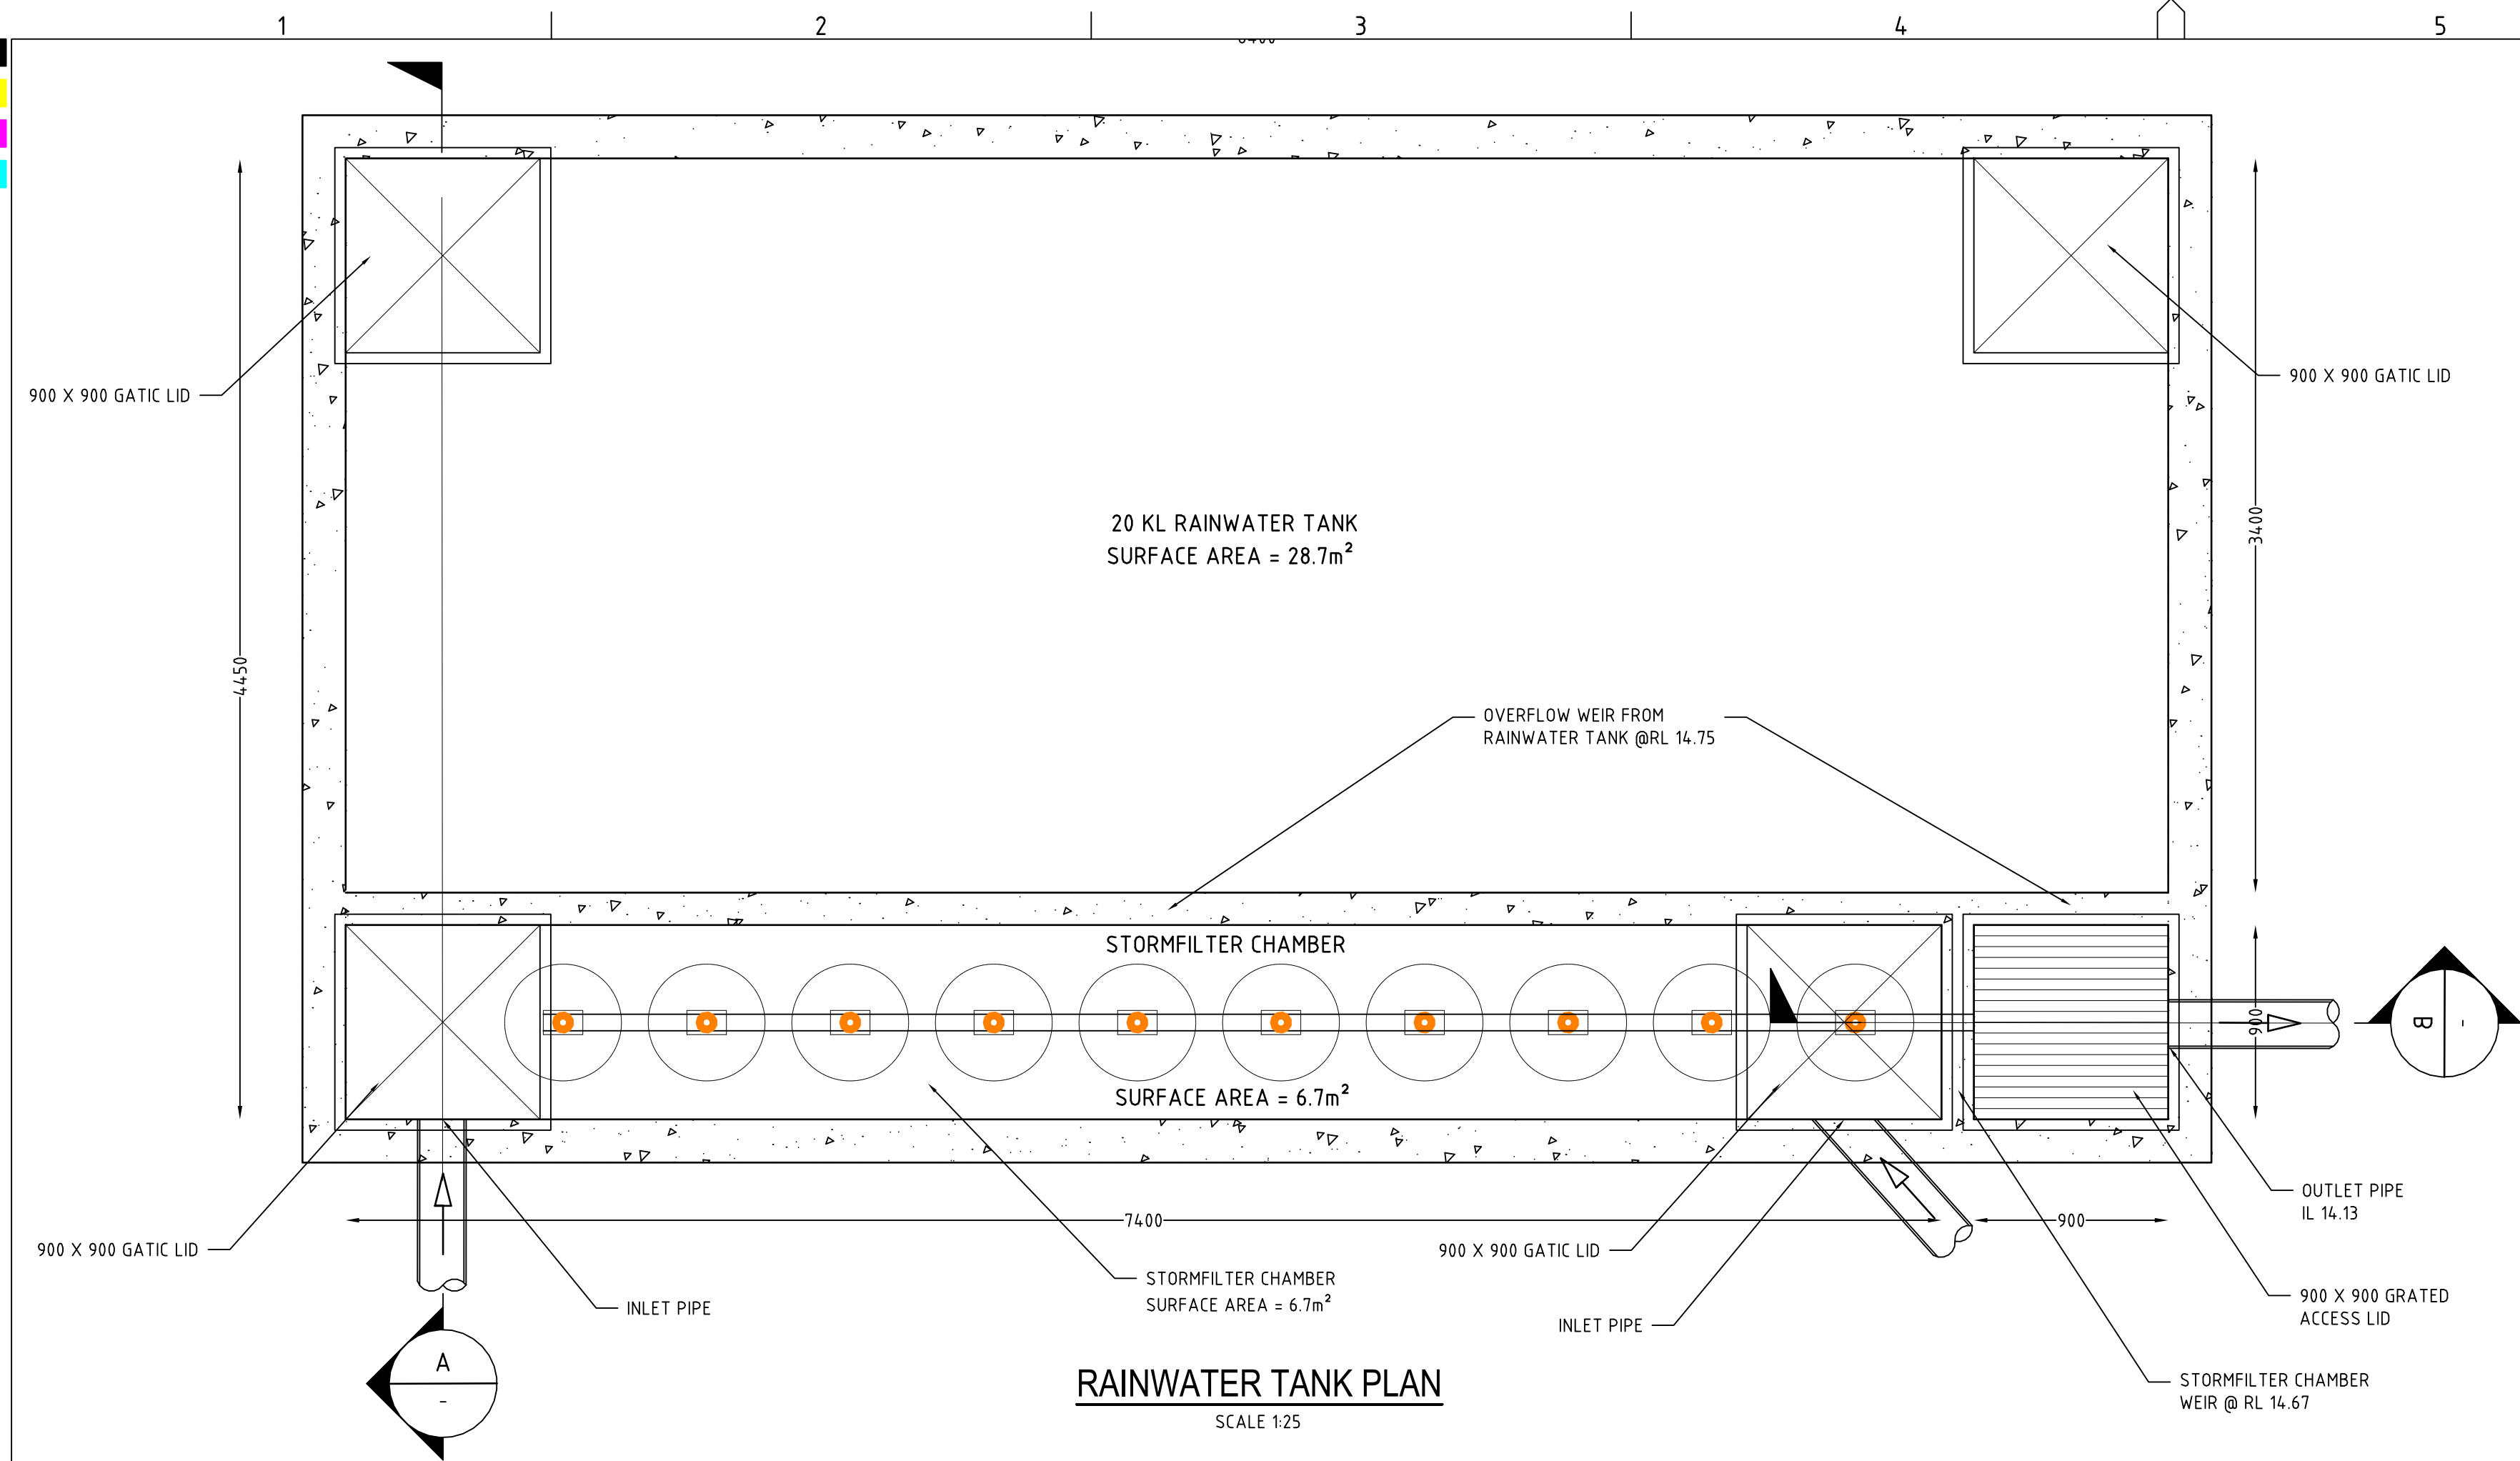 1
2
3
4
5
900 X 900 GATIC LID
900 X 900 GATIC LID
20 KL RAINWATER TANK
SURFACE AREA = 28.7m²
3400
4450
OVERFLOW WEIR FROM
RAINWATER TANK @RL 14.75
STORMFILTER CHAMBER
SURFACE AREA = 6.7m²
900
B
-
7400
900
OUTLET PIPE
IL 14.13
900 X 900 GATIC LID
900 X 900 GATIC LID
STORMFILTER CHAMBER
SURFACE AREA = 6.7m²
INLET PIPE
INLET PIPE
900 X 900 GRATED
ACCESS LID
A
-
STORMFILTER CHAMBER
WEIR @ RL 14.67
RAINWATER TANK PLAN
SCALE 1:25